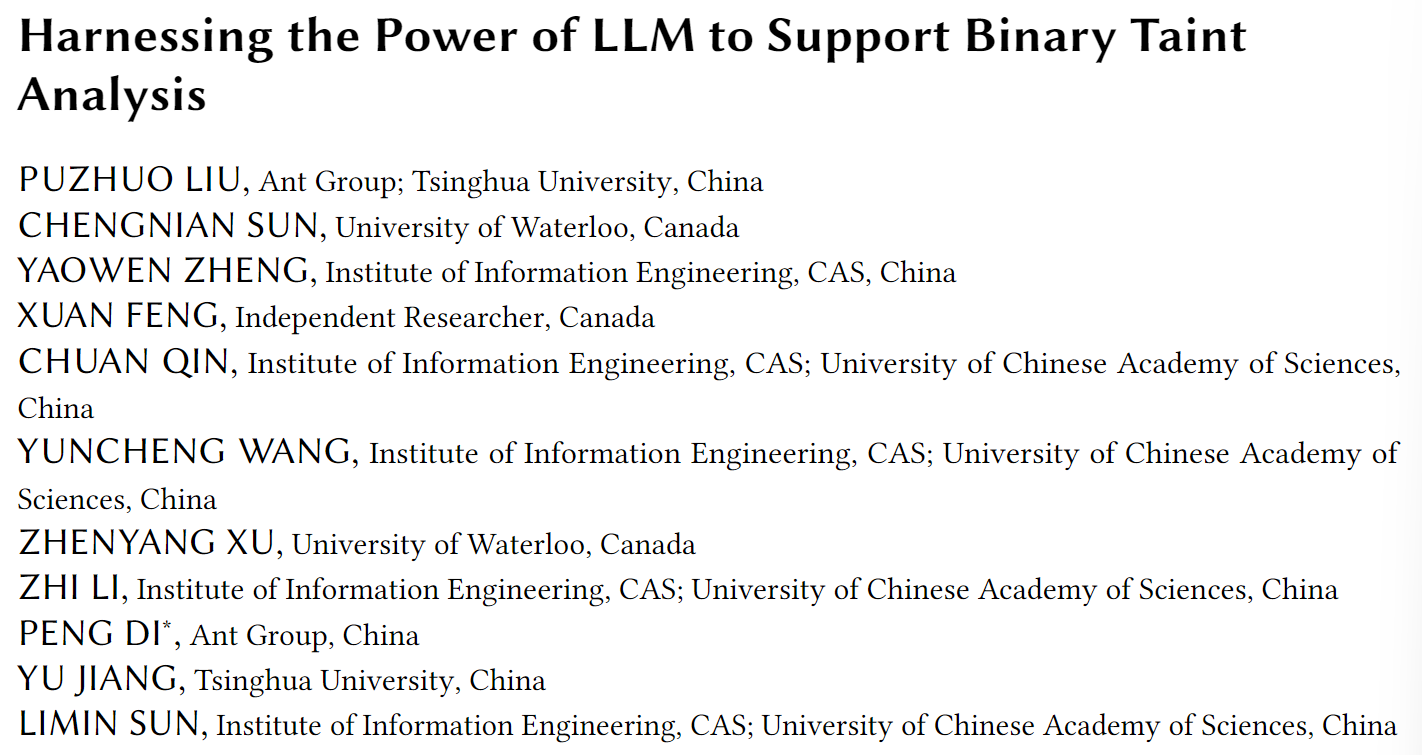 Harnessing the Power of LLM to Support Binary Taint
Analysis
PUZHUO LIU, Ant Group; Tsinghua University, China
CHENGNIAN SUN, University of Waterloo, Canada
YAOWEN ZHENG, Institute of Information Engineering, CAS, China
XUAN FENG, Independent Researcher, Canada
CHUAN QIN, Institute of Information Engineering, CAS; University of Chinese Academy of Sciences,
China
YUNCHENG WANG, Institute of Information Engineering, CAS; University of Chinese Academy of
Sciences, China
ZHENYANG XU, University of Waterloo, Canada
ZHI LI, Institute of Information Engineering, CAS; University of Chinese Academy of Sciences, China
PENG DI*, Ant Group, China
YU JIANG, Tsinghua University, China
LIMIN SUN, Institute of Information Engineering, CAS; University of Chinese Academy of Sciences, China